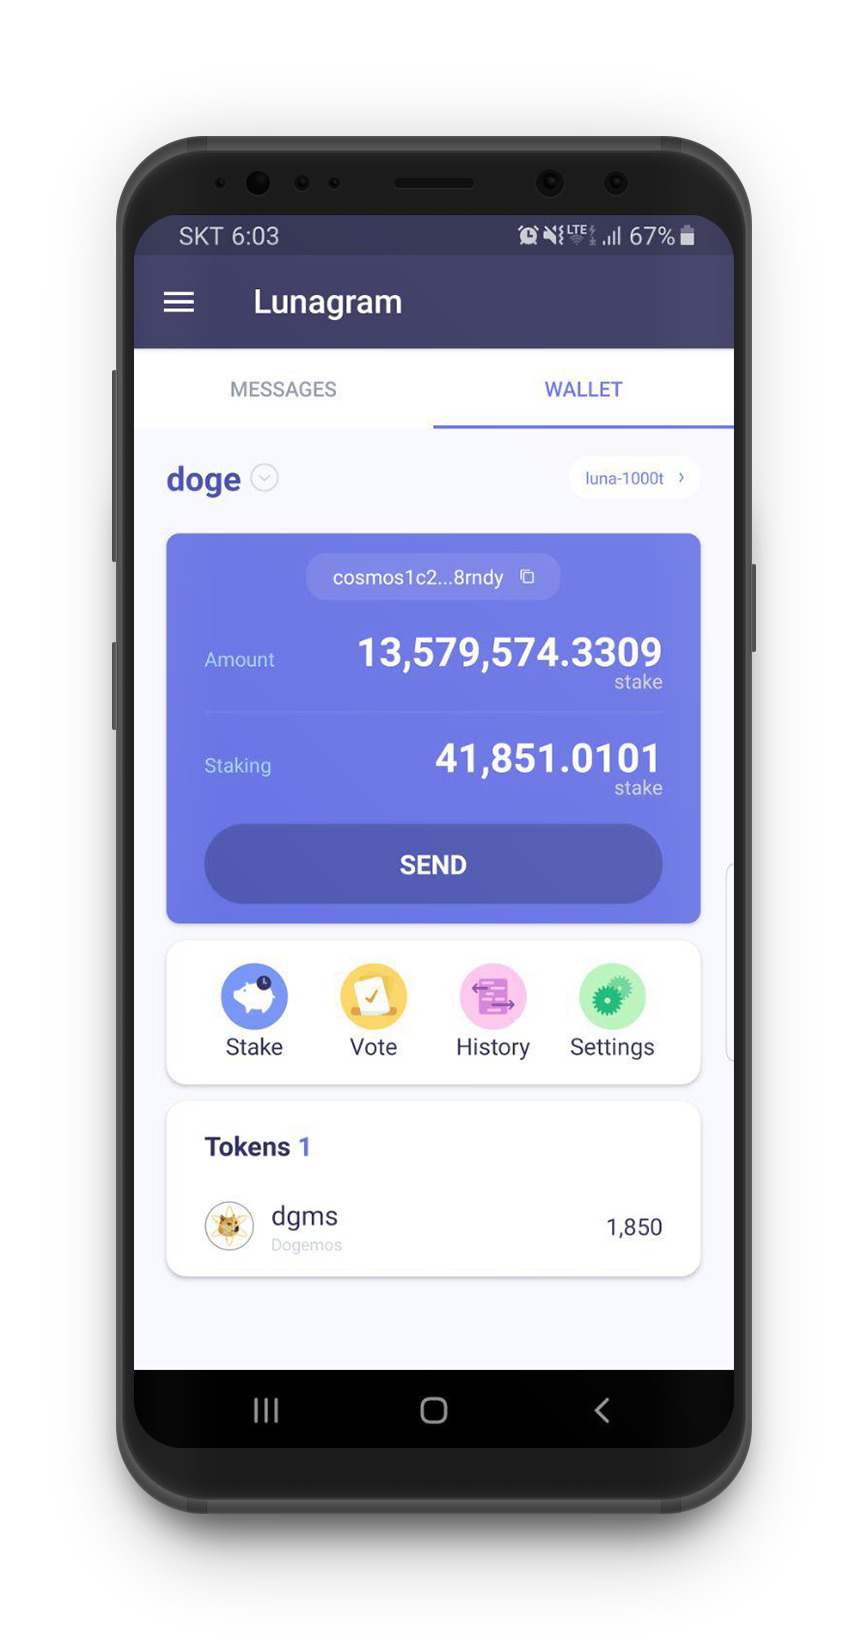 SKT 6:03 LTE 67%
Lunagram
MESSAGES WALLET
doge luna-1000t
cosmos1c2...8rndy
Amount 13,579,574.3309
stake
Staking 41,851.0101
stake
SEND
Stake Vote History Settings
Tokens 1
dgms 1,850
Dogemos